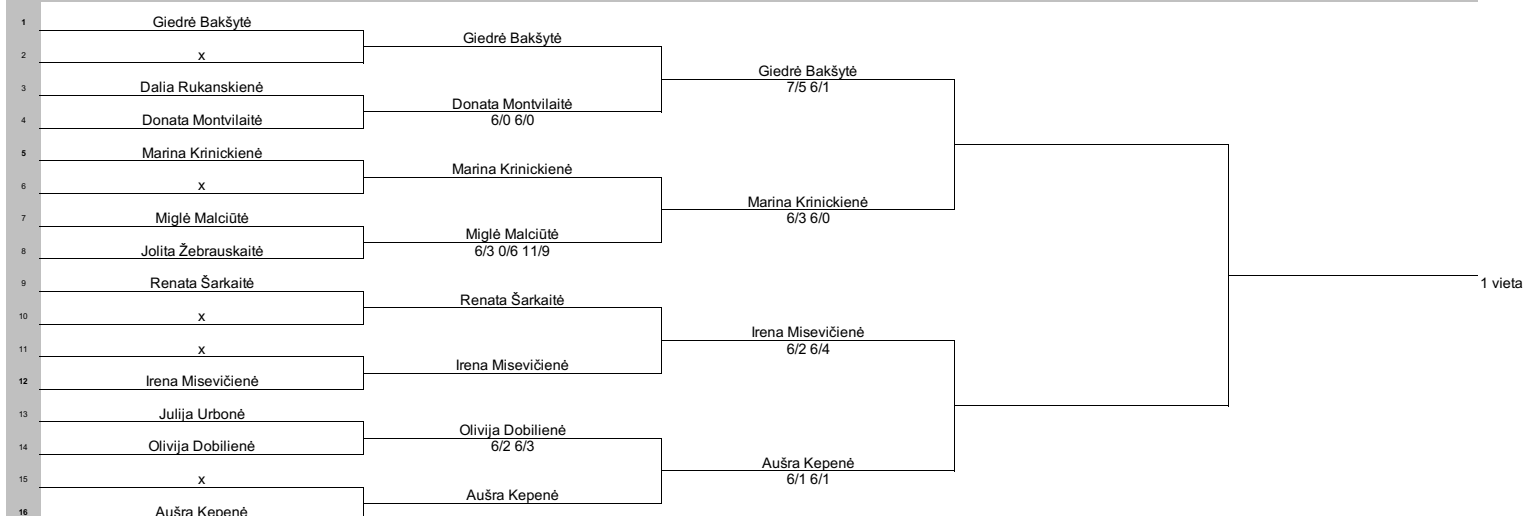 1 Giedrė Bakšytė
Giedrė Bakšytė
2 x
Giedrė Bakšytė
7/5 6/1
3 Dalia Rukanskienė
Donata Montvilaitė
6/0 6/0
4 Donata Montvilaitė
5 Marina Krinickienė
Marina Krinickienė
6 x
Marina Krinickienė
6/3 6/0
7 Miglė Malciūtė
Miglė Malciūtė
6/3 0/6 11/9
8 Jolita Žebrauskaitė
9 Renata Šarkaitė
1 vieta
Renata Šarkaitė
10 x
Irena Misevičienė
6/2 6/4
11 x
Irena Misevičienė
12 Irena Misevičienė
13 Julija Urbonė
Olivija Dobilienė
6/2 6/3
14 Olivija Dobilienė
Aušra Kepenė
6/1 6/1
15 x
Aušra Kepenė
16 Aušra Kepenė